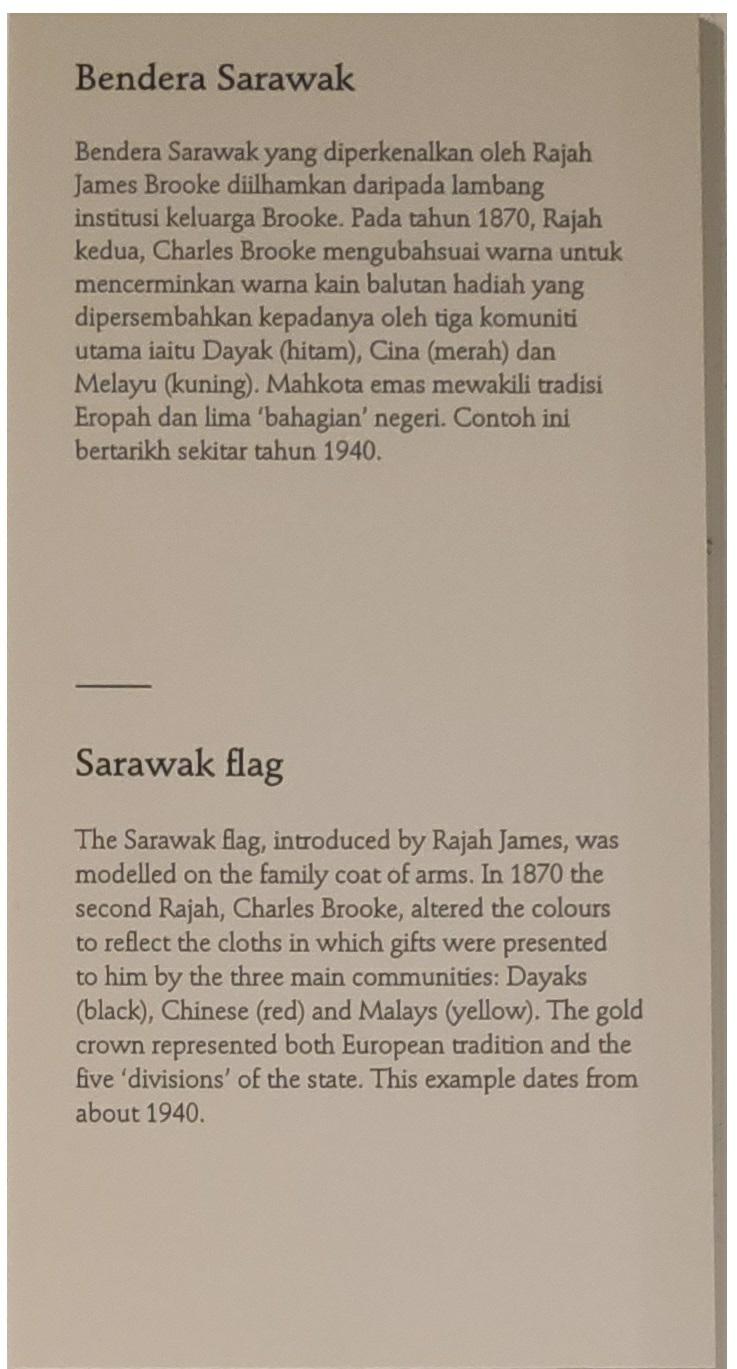 Bendera Sarawak
Bendera Sarawak yang diperkenalkan oleh Rajah
James Brooke diilhamkan daripada lambang
institusi keluarga Brooke. Pada tahun 1870, Rajah
kedua, Charles Brooke mengubahsuai warna untuk
mencerminkan warna kain balutan hadiah yang
dipersembahkan kepadanya oleh tiga komuniti
utama iaitu Dayak (hitam), Cina (merah) dan
Melayu (kuning). Mahkota emas mewakili tradisi
Eropah dan lima ‘bahagian’ negeri. Contoh ini
bertarikh sekitar tahun 1940.
Sarawak flag
The Sarawak flag, introduced by Rajah James, was
modelled on the family coat of arms. In 1870 the
second Rajah, Charles Brooke, altered the colours
to reflect the cloths in which gifts were presented
to him by the three main communities: Dayaks
(black), Chinese (red) and Malays (yellow). The gold
crown represented both European tradition and the
five ‘divisions’ of the state. This example dates from
about 1940.